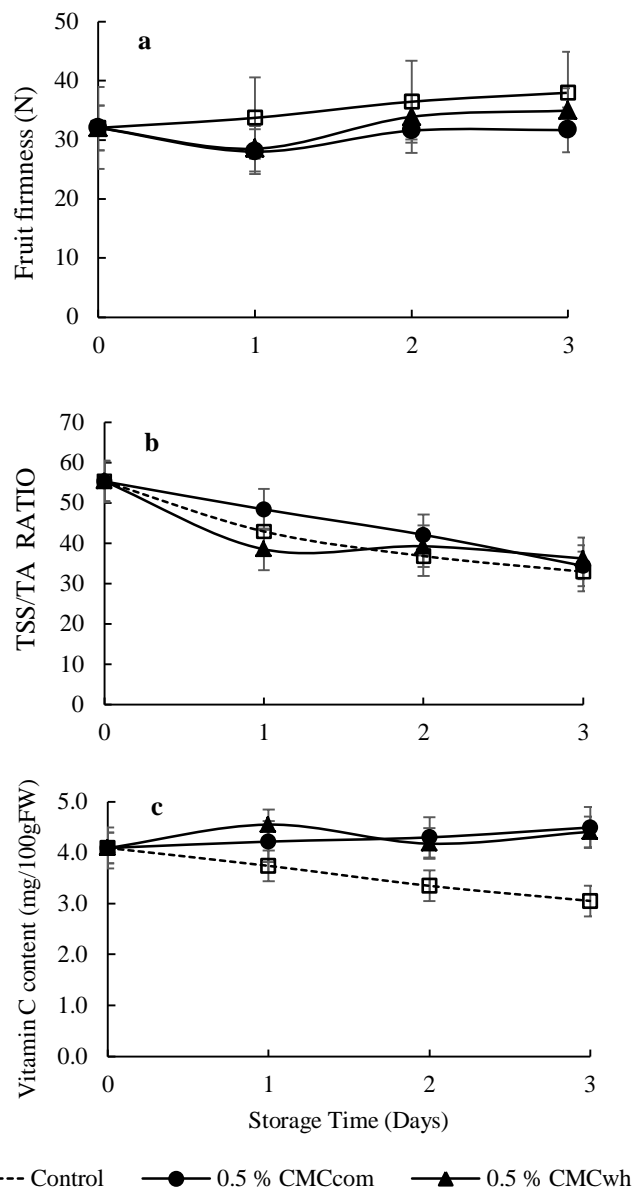 a
Fruit firmness (N)
50
40
30
20
10
0
0 1 2 3
b
TSS/TA RATIO
70
60
50
40
30
20
10
0
0 1 2 3
c
Vitamin C content (mg/100gFW)
5.0
4.0
3.0
2.0
1.0
0.0
0 1 2 3
Storage Time (Days)
Control 0.5 % CMCcom 0.5 % CMCwh